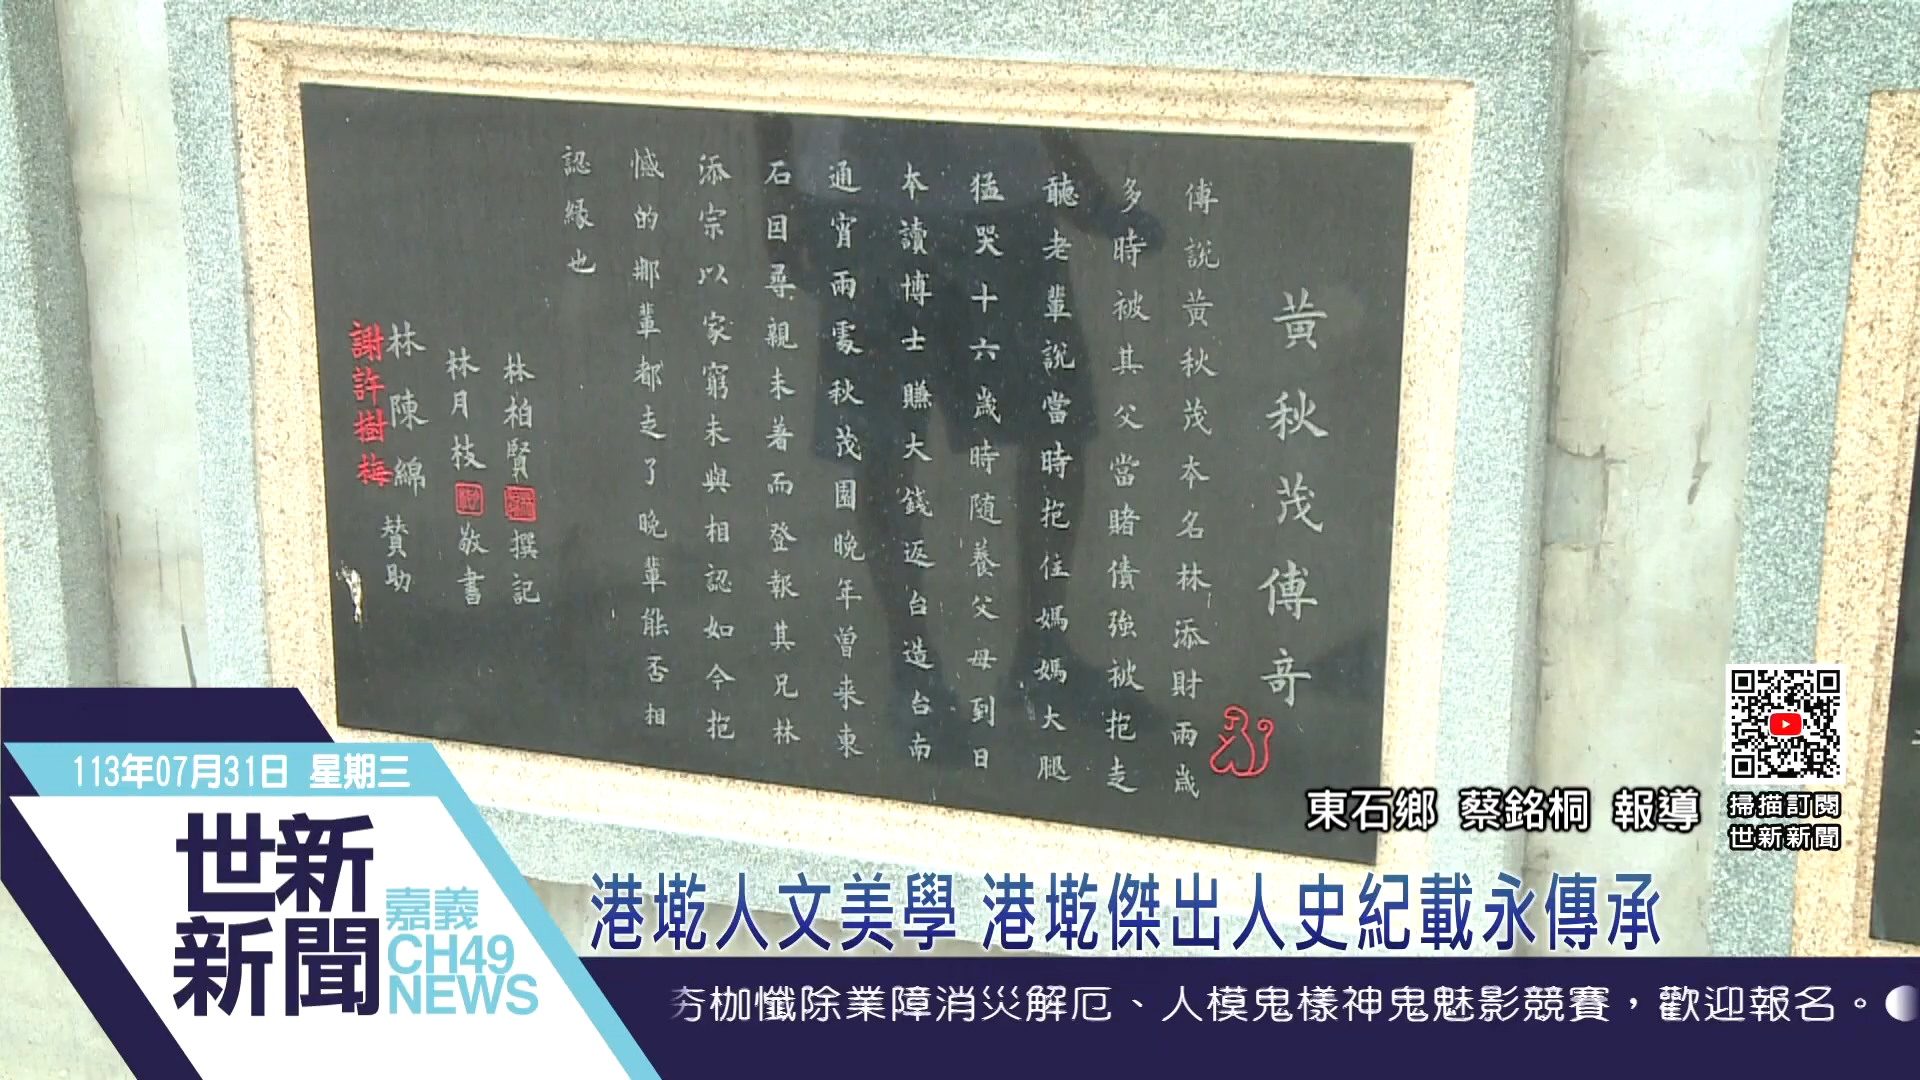 黃秋茂傳奇
傳說黃秋茂本名林添財兩歲
多時被其父當賭債強被抱走
聽老輩說當時抱住媽媽大腿
猛哭十六歲時随養父母到日
本讀博士賺大錢返台造台南
通宵雨雯秋茂園晚年曾来東
石囙尋親未著而登報其兄林
添宗以家窮未與相認如今抱
憾的那輩都走了晚輩能否相
認緣也
林柏賢
撰記
林月枝
敬書
林陳綿
贊助
謝許樹梅
東石鄉 蔡銘桐 報導
掃描訂閱
世新新聞
113年07月31日 星期三
世新
新聞
嘉義
CH49
NEWS
港墘人文美學 港墘傑出人史紀載永傳承
夯枷懺除業障消災解厄、人模鬼樣神鬼魅影競賽，歡迎報名。